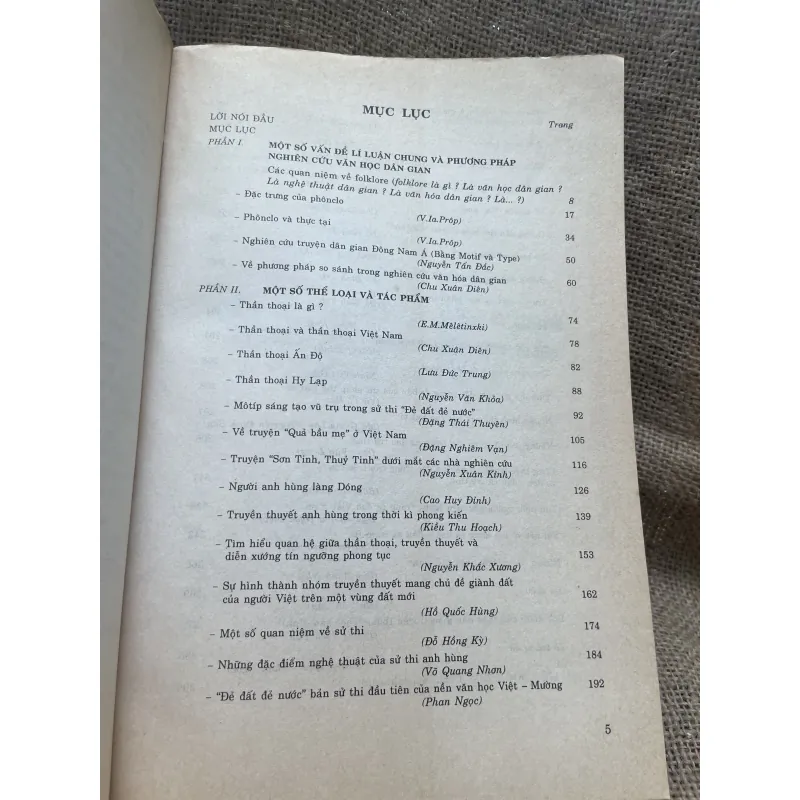 MỤC LỤC
Trang
LỜI NÓI ĐẦU
MỤC LỤC
PHẦN I. MỘT SỐ VẤN ĐỀ LÍ LUẬN CHUNG VÀ PHƯƠNG PHÁP
NGHIÊN CỨU VĂN HỌC DÂN GIAN
Các quan niệm về folklore (folklore là gì ? Là văn học dân gian ?
Là nghệ thuật dân gian ? Là văn hóa dân gian ? Là... ?) 8
– Đặc trưng của phônclo 17
(V.Ia.Prôp)
– Phônclo và thực tại 34
(V.Ia.Prôp)
– Nghiên cứu truyện dân gian Đông Nam Á (Bằng Motif và Type) 50
(Nguyễn Tấn Đắc)
– Về phương pháp so sánh trong nghiên cứu văn hóa dân gian 60
(Chu Xuân Diên)
PHẦN II. MỘT SỐ THỂ LOẠI VÀ TÁC PHẨM
– Thần thoại là gì ? 74
(E.M.Mêlêtinxki)
– Thần thoại và thần thoại Việt Nam 78
(Chu Xuân Diên)
– Thần thoại Ấn Độ 82
(Lưu Đức Trung)
– Thần thoại Hy Lạp 88
(Nguyễn Văn Khỏa)
– Môtíp sáng tạo vũ trụ trong sử thi “Đẻ đất đẻ nước” 92
(Đặng Thái Thuyên)
– Về truyện “Quả bầu mẹ” ở Việt Nam 105
(Đặng Nghiêm Vạn)
– Truyện “Sơn Tinh, Thuỷ Tinh” dưới mắt các nhà nghiên cứu 116
(Nguyễn Xuân Kính)
– Người anh hùng làng Dóng 126
(Cao Huy Đỉnh)
– Truyền thuyết anh hùng trong thời kì phong kiến 139
(Kiều Thu Hoạch)
– Tìm hiểu quan hệ giữa thần thoại, truyền thuyết và
diễn xướng tín ngưỡng phong tục 153
(Nguyễn Khắc Xương)
– Sự hình thành nhóm truyền thuyết mang chủ đề giành đất
của người Việt trên một vùng đất mới 162
(Hồ Quốc Hùng)
– Một số quan niệm về sử thi 174
(Đỗ Hồng Kỳ)
– Những đặc điểm nghệ thuật của sử thi anh hùng 184
(Võ Quang Nhơn)
– “Đẻ đất đẻ nước” bản sử thi đầu tiên của nền văn học Việt – Mường 192
(Phan Ngọc)
5